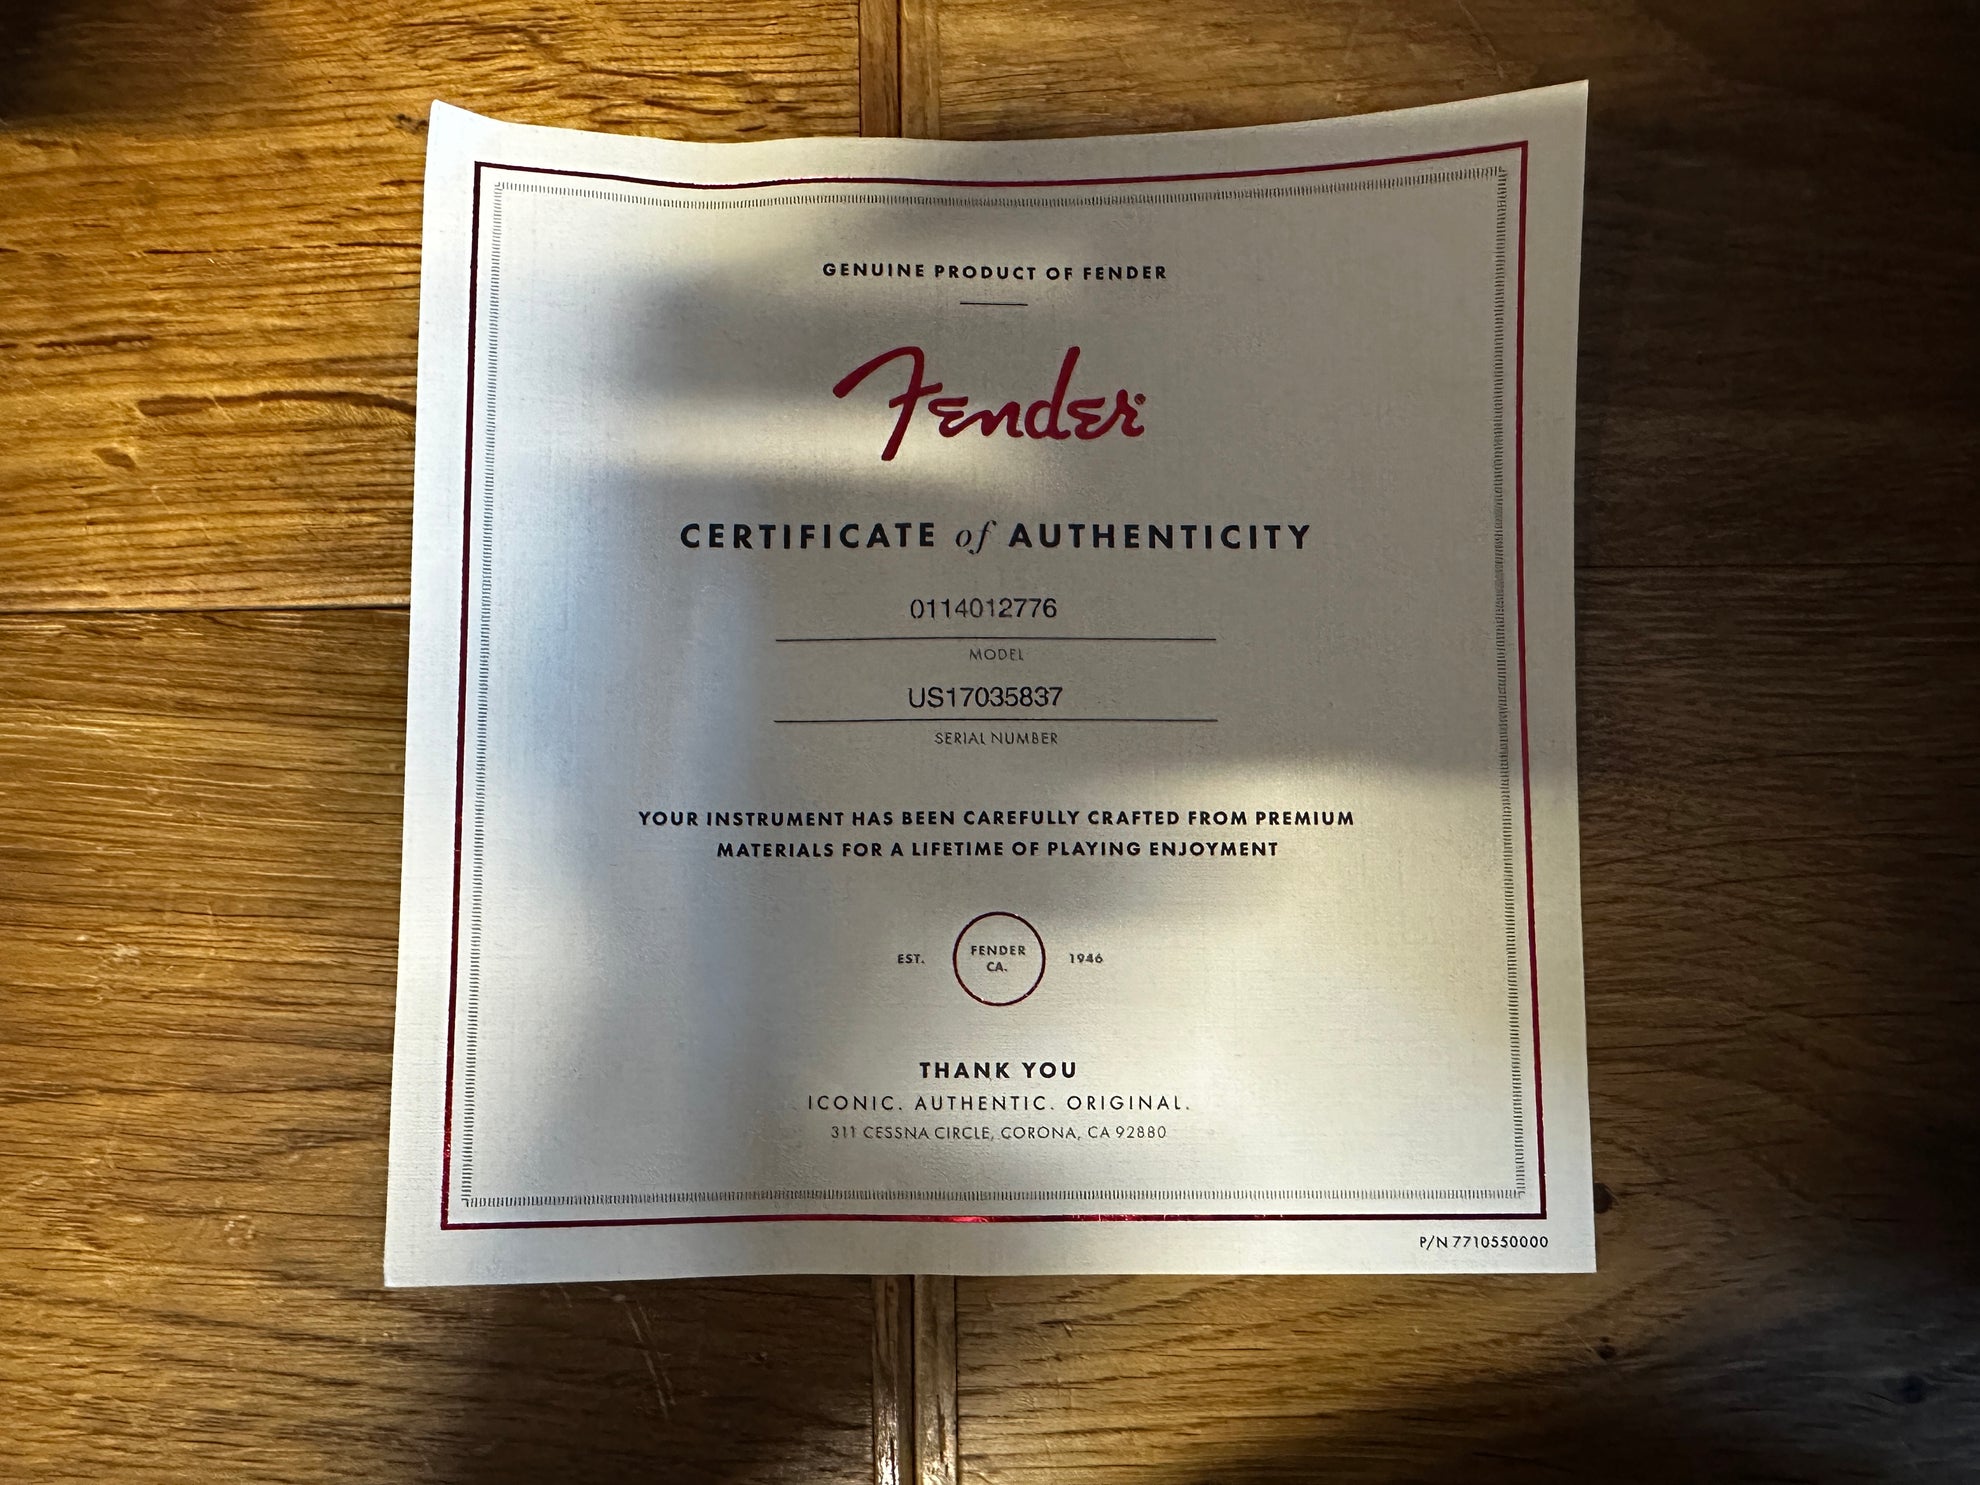 GENUINE PRODUCT OF FENDER
Fender®
CERTIFICATE of AUTHENTICITY
0114012776
MODEL
US17035837
SERIAL NUMBER
YOUR INSTRUMENT HAS BEEN CAREFULLY CRAFTED FROM PREMIUM
MATERIALS FOR A LIFETIME OF PLAYING ENJOYMENT
EST. FENDER CA. 1946
THANK YOU
ICONIC. AUTHENTIC. ORIGINAL.
311 CESSNA CIRCLE, CORONA, CA 92880
P/N 7710550000